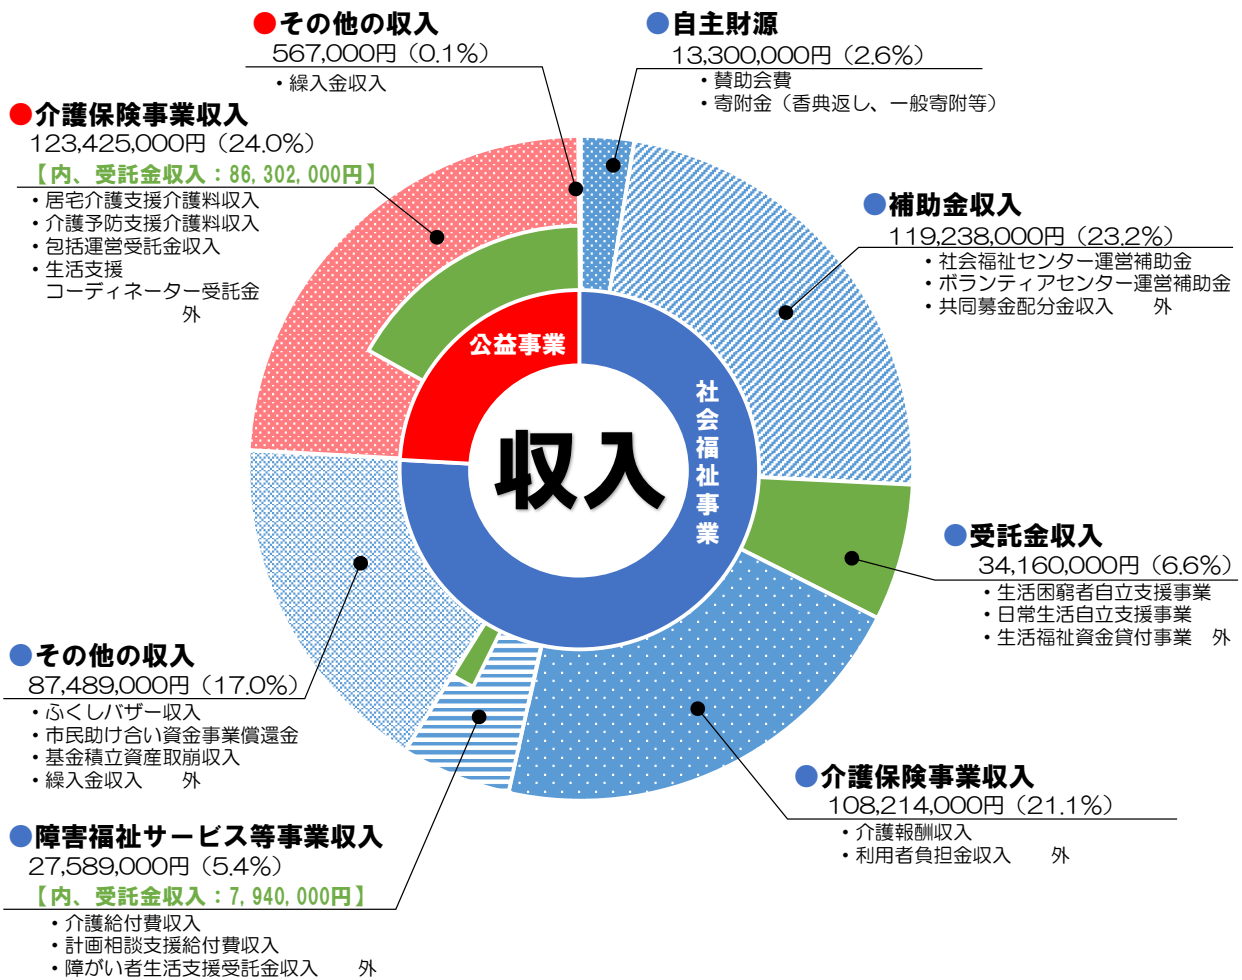 ●その他の収入
567,000円（0.1%）
・繰入金収入
●自主財源
13,300,000円（2.6%）
・賛助会費
・寄附金（香典返し、一般寄附等）
●介護保険事業収入
123,425,000円（24.0%）
【内、受託金収入：86,302,000円】
・居宅介護支援介護料収入
・介護予防支援介護料収入
・包括運営受託金収入
・生活支援
コーディネーター受託金
外
●補助金収入
119,238,000円（23.2%）
・社会福祉センター運営補助金
・ボランティアセンター運営補助金
・共同募金配分金収入　外
公益事業
社会福祉事業
収入
●受託金収入
34,160,000円（6.6%）
・生活困窮者自立支援事業
・日常生活自立支援事業
・生活福祉資金貸付事業　外
●その他の収入
87,489,000円（17.0%）
・ふくしバザー収入
・市民助け合い資金事業償還金
・基金積立資産取崩収入
・繰入金収入　外
●介護保険事業収入
108,214,000円（21.1%）
・介護報酬収入
・利用者負担金収入　外
●障害福祉サービス等事業収入
27,589,000円（5.4%）
【内、受託金収入：7,940,000円】
・介護給付費収入
・計画相談支援給付費収入
・障がい者生活支援受託金収入　外